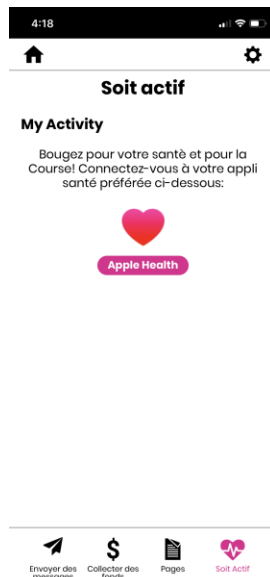 4:18
Soit actif
My Activity
Bougez pour votre santè et pour la
Course! Connectez-vous à votre appli
santé préférée ci-dessous:
Apple Health
Envoyer des
messages
Collecter des
fonds
Pages
Soit Actif